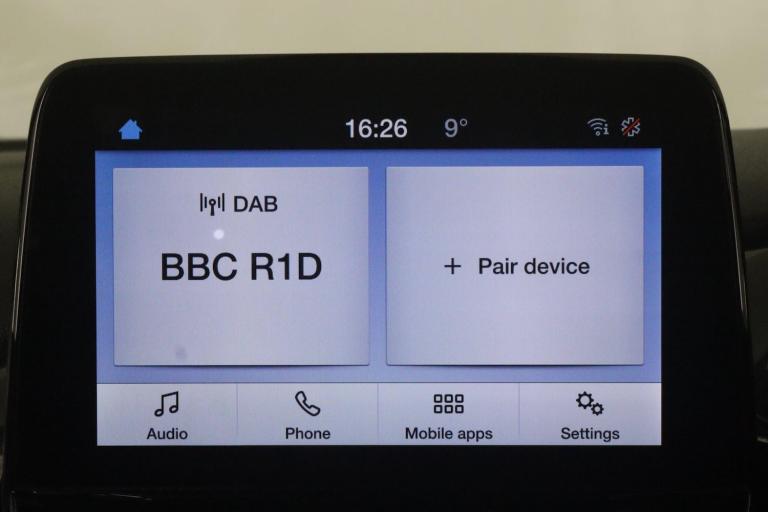 16:26 9°
DAB
BBC R1D
+ Pair device
Audio Phone Mobile apps Settings